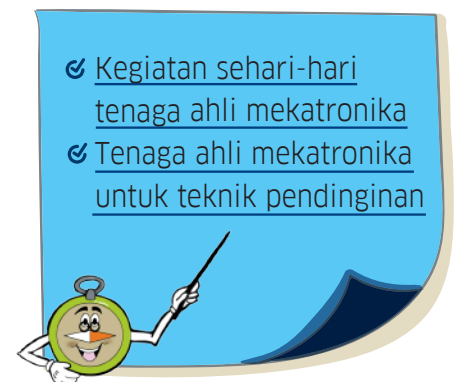 Kegiatan sehari-hari
tenaga ahli mekatronika
Tenaga ahli mekatronika
untuk teknik pendinginan